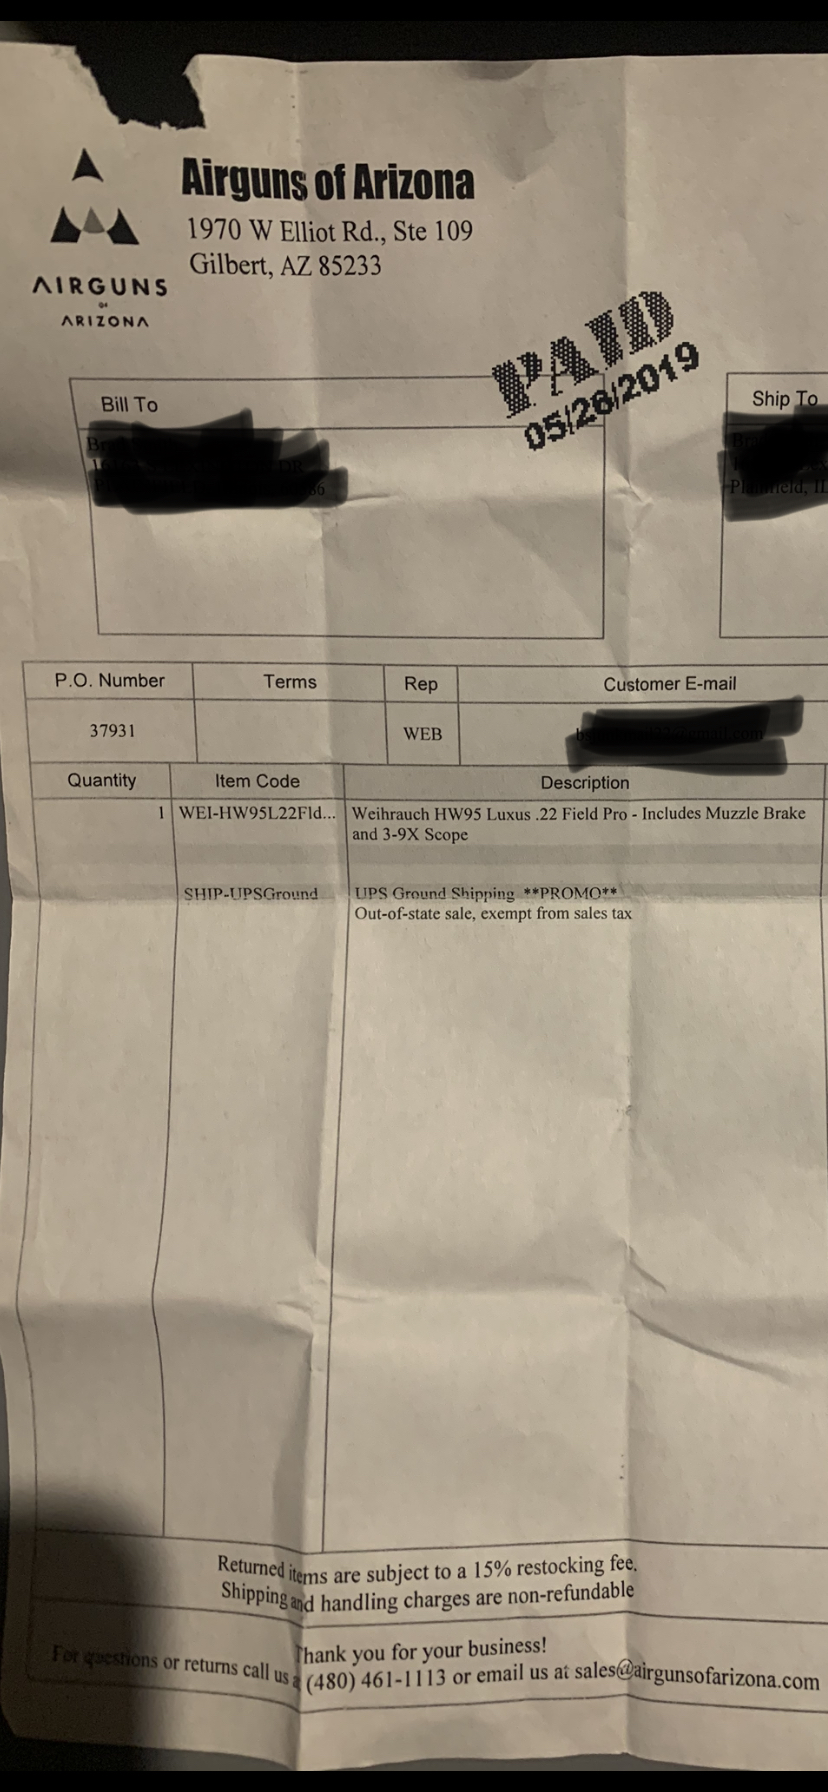 Airguns of Arizona
1970 W Elliot Rd., Ste 109
Gilbert, AZ 85233
AIRGUNS
OF
ARIZONA
PAID
05/26/2019
Bill To
Ship To
P.O. Number Terms Rep Customer E-mail
37931 WEB
Quantity Item Code Description
1 WEI-HW95L22Fld... Weihrauch HW95 Luxus .22 Field Pro - Includes Muzzle Brake
and 3-9X Scope
SHIP-UPSGround UPS Ground Shipping **PROMO**
Out-of-state sale, exempt from sales tax
Returned items are subject to a 15% restocking fee.
Shipping and handling charges are non-refundable
Thank you for your business!
For questions or returns call us (480) 461-1113 or email us at sales@airgunsofarizona.com